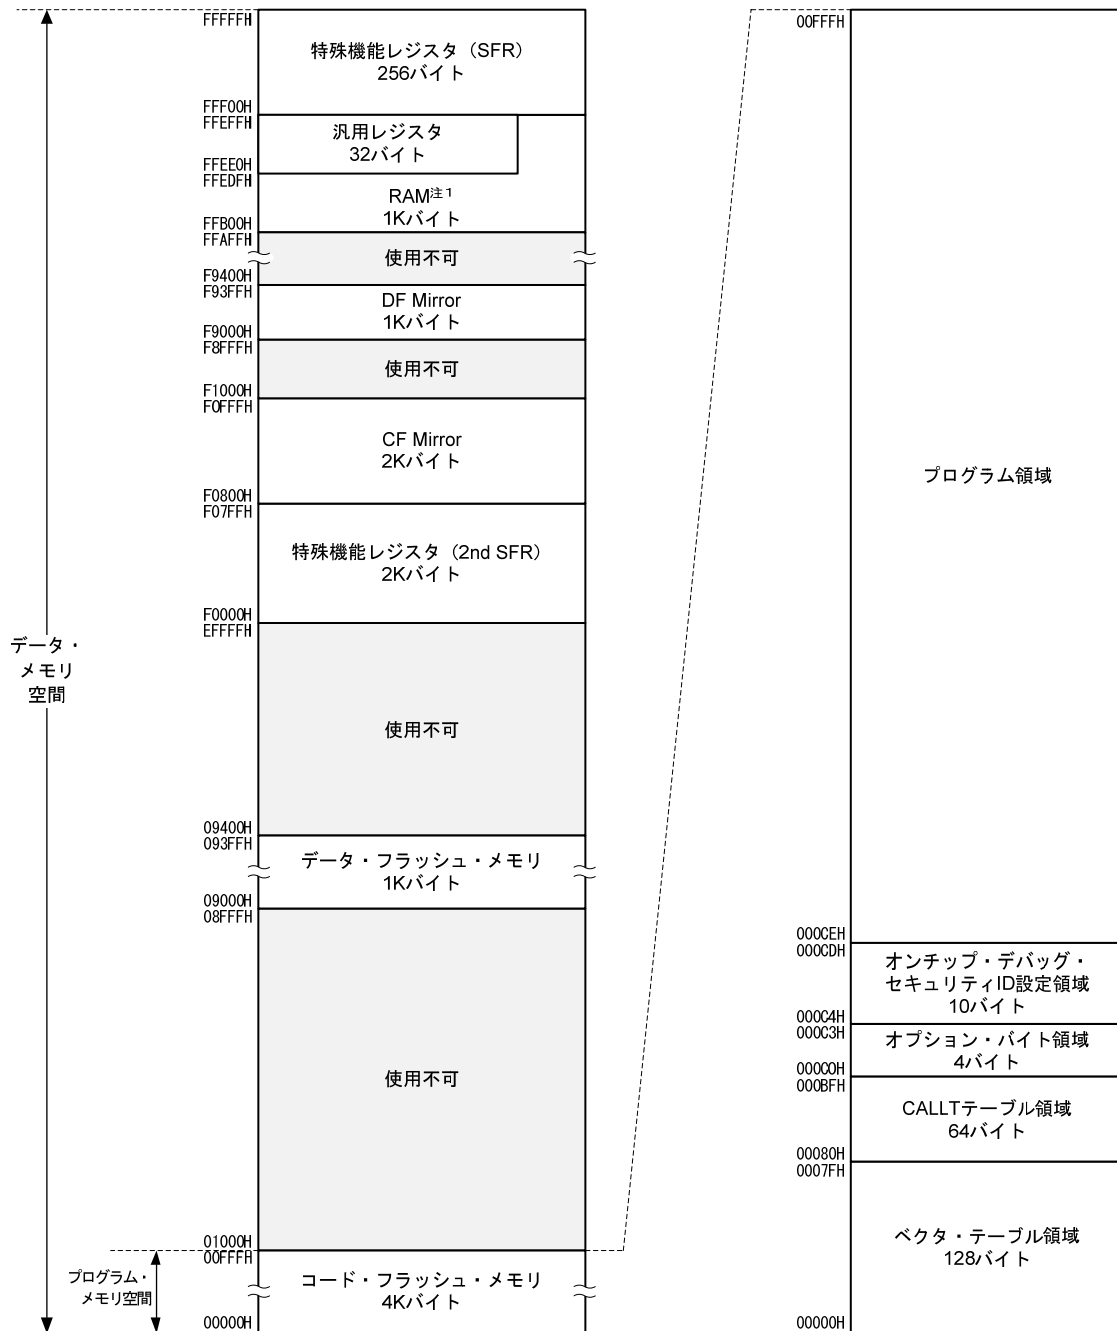 FFFFFH
特殊機能レジスタ（SFR）
256バイト
FFF00H
FFEFFH
汎用レジスタ
32バイト
FFEE0H
FFEDFH
RAM注1
1Kバイト
FFB00H
FFAFFH
使用不可
F9400H
F93FFH
DF Mirror
1Kバイト
F9000H
F8FFFH
使用不可
F1000H
F0FFFH
CF Mirror
2Kバイト
F0800H
F07FFH
特殊機能レジスタ（2nd SFR）
2Kバイト
F0000H
EFFFFH
データ・
メモリ
空間
使用不可
09400H
093FFH
データ・フラッシュ・メモリ
1Kバイト
09000H
08FFFH
使用不可
01000H
00FFFH
プログラム・
メモリ空間
コード・フラッシュ・メモリ
4Kバイト
00000H
00FFFH
プログラム領域
000CEH
000CDH
オンチップ・デバッグ・
セキュリティID設定領域
10バイト
000C4H
000C3H
オプション・バイト領域
4バイト
000C0H
000BFH
CALLTテーブル領域
64バイト
00080H
0007FH
ベクタ・テーブル領域
128バイト
00000H